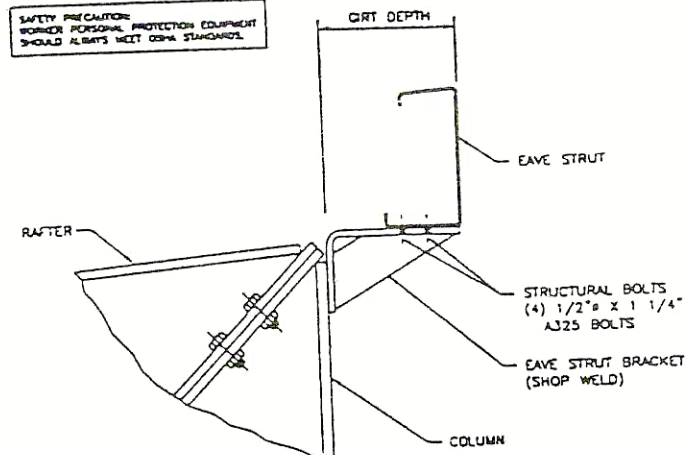 SAFETY PRECAUTION:
WORKER PERSONAL PROTECTION EQUIPMENT
SHOULD ALWAYS MEET OSHA STANDARDS.
GIRT DEPTH
EAVE STRUT
RAFTER
STRUCTURAL BOLTS
(4) 1/2"ø X 1 1/4"
A325 BOLTS
EAVE STRUT BRACKET
(SHOP WELD)
COLUMN